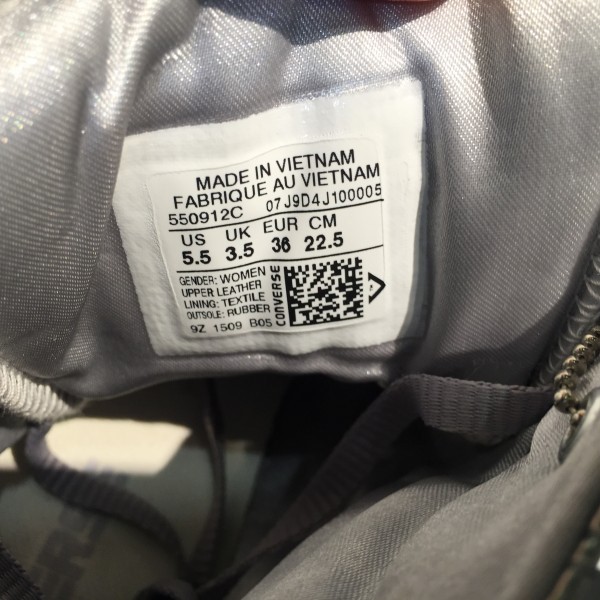 MADE IN VIETNAM
FABRIQUE AU VIETNAM
550912C 07J9D4J100005
US UK EUR CM
5.5 3.5 36 22.5
GENDER: WOMEN
UPPER LEATHER
LINING: TEXTILE
OUTSOLE: RUBBER
9Z 1509 B05
CONVERSE